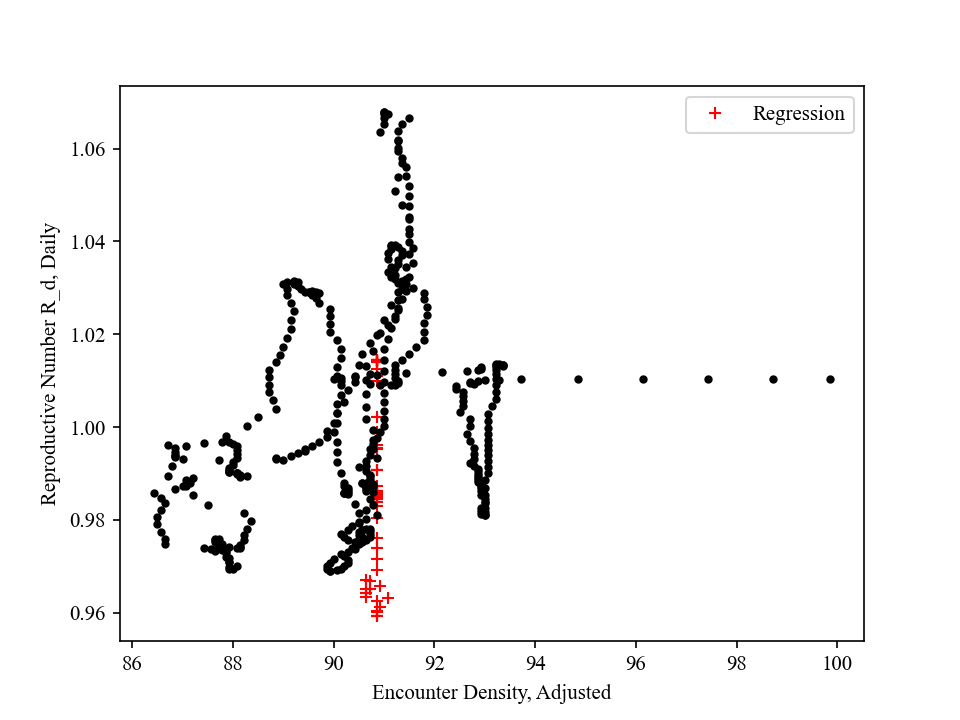 Regression
1.06
1.04
1.02
1.00
0.98
0.96
Reproductive Number R_d, Daily
86 88 90 92 94 96 98 100
Encounter Density, Adjusted